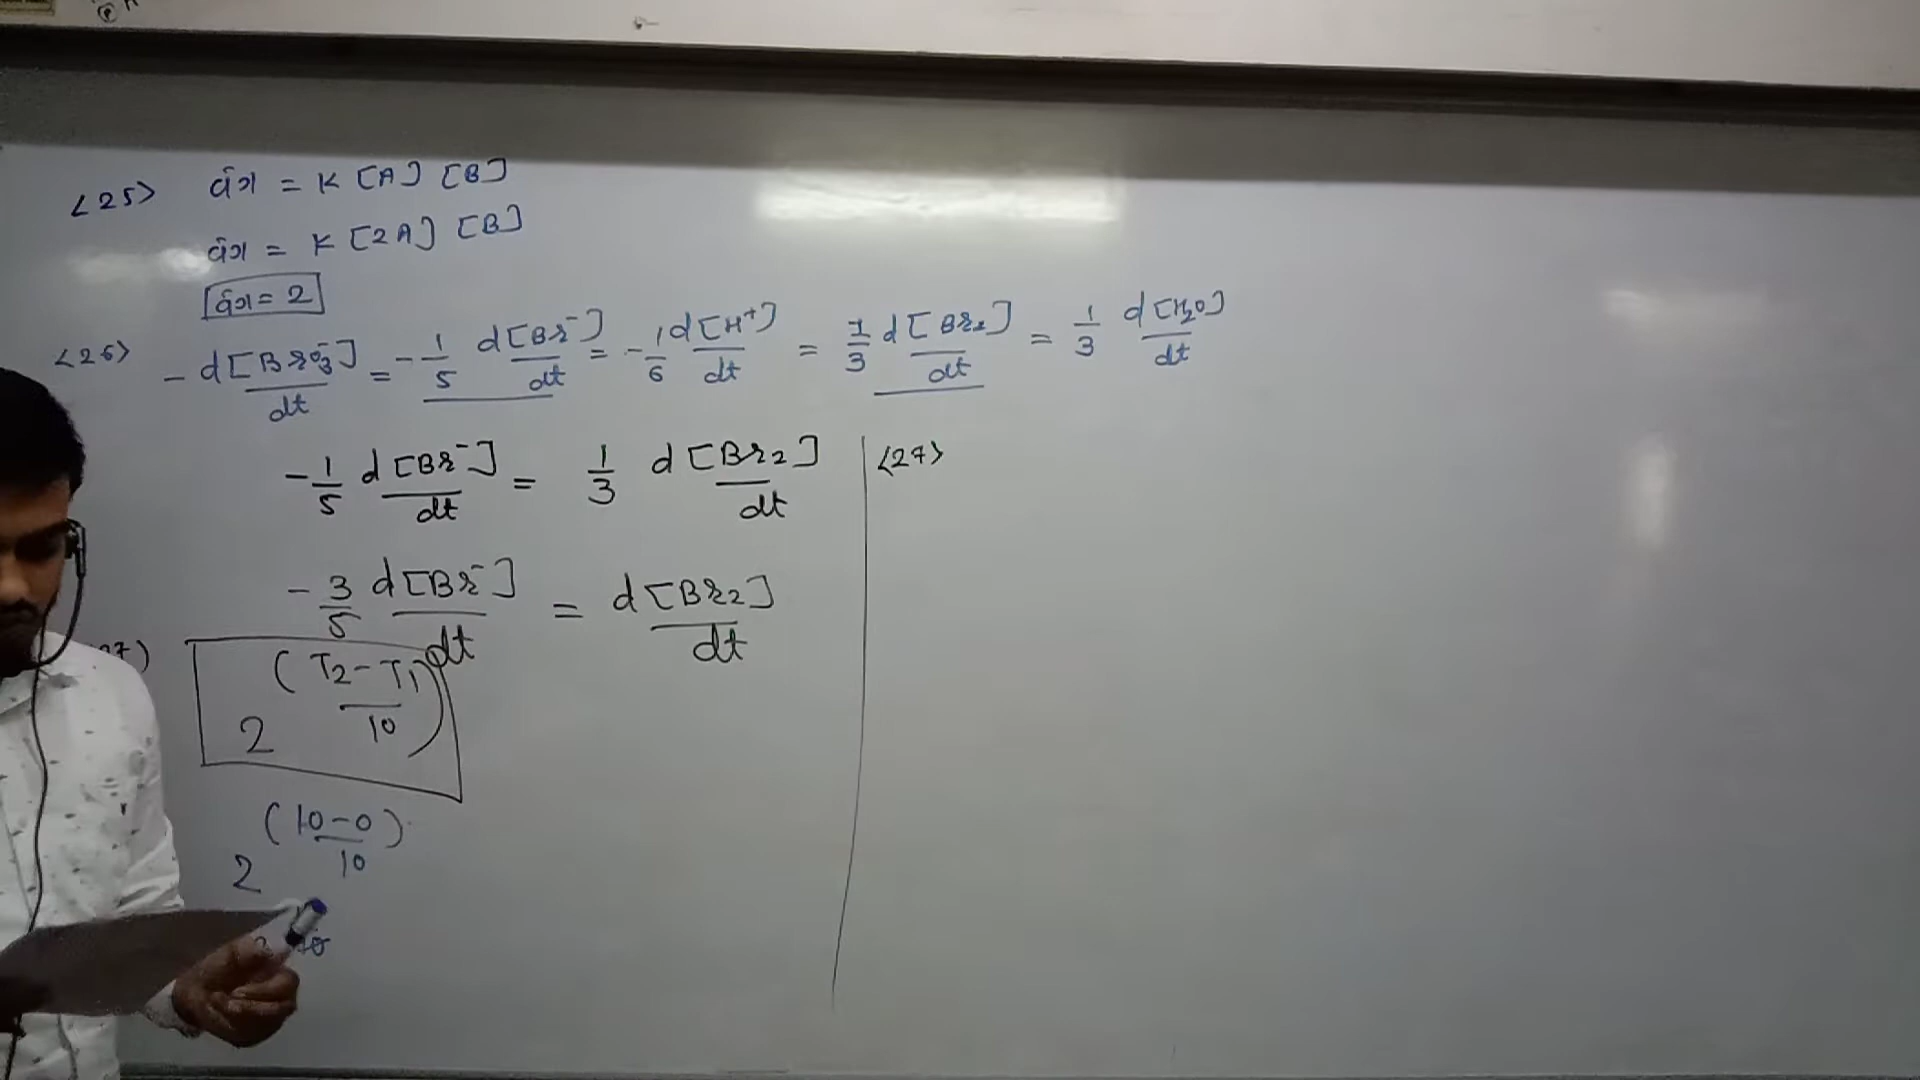 <25> વેગ = K [A] [B]
વેગ = K [2A] [B]
વેગ = 2
<26> - d[BrO3-]/dt = - 1/5 d[Br-]/dt = - 1/6 d[H+]/dt = 1/3 d[Br2]/dt = 1/3 d[H2O]/dt
- 1/5 d[Br-]/dt = 1/3 d[Br2]/dt
- 3/5 d[Br-]/dt = d[Br2]/dt
27)
2^((T2-T1)/10)
2^((10-0)/10)
<27>